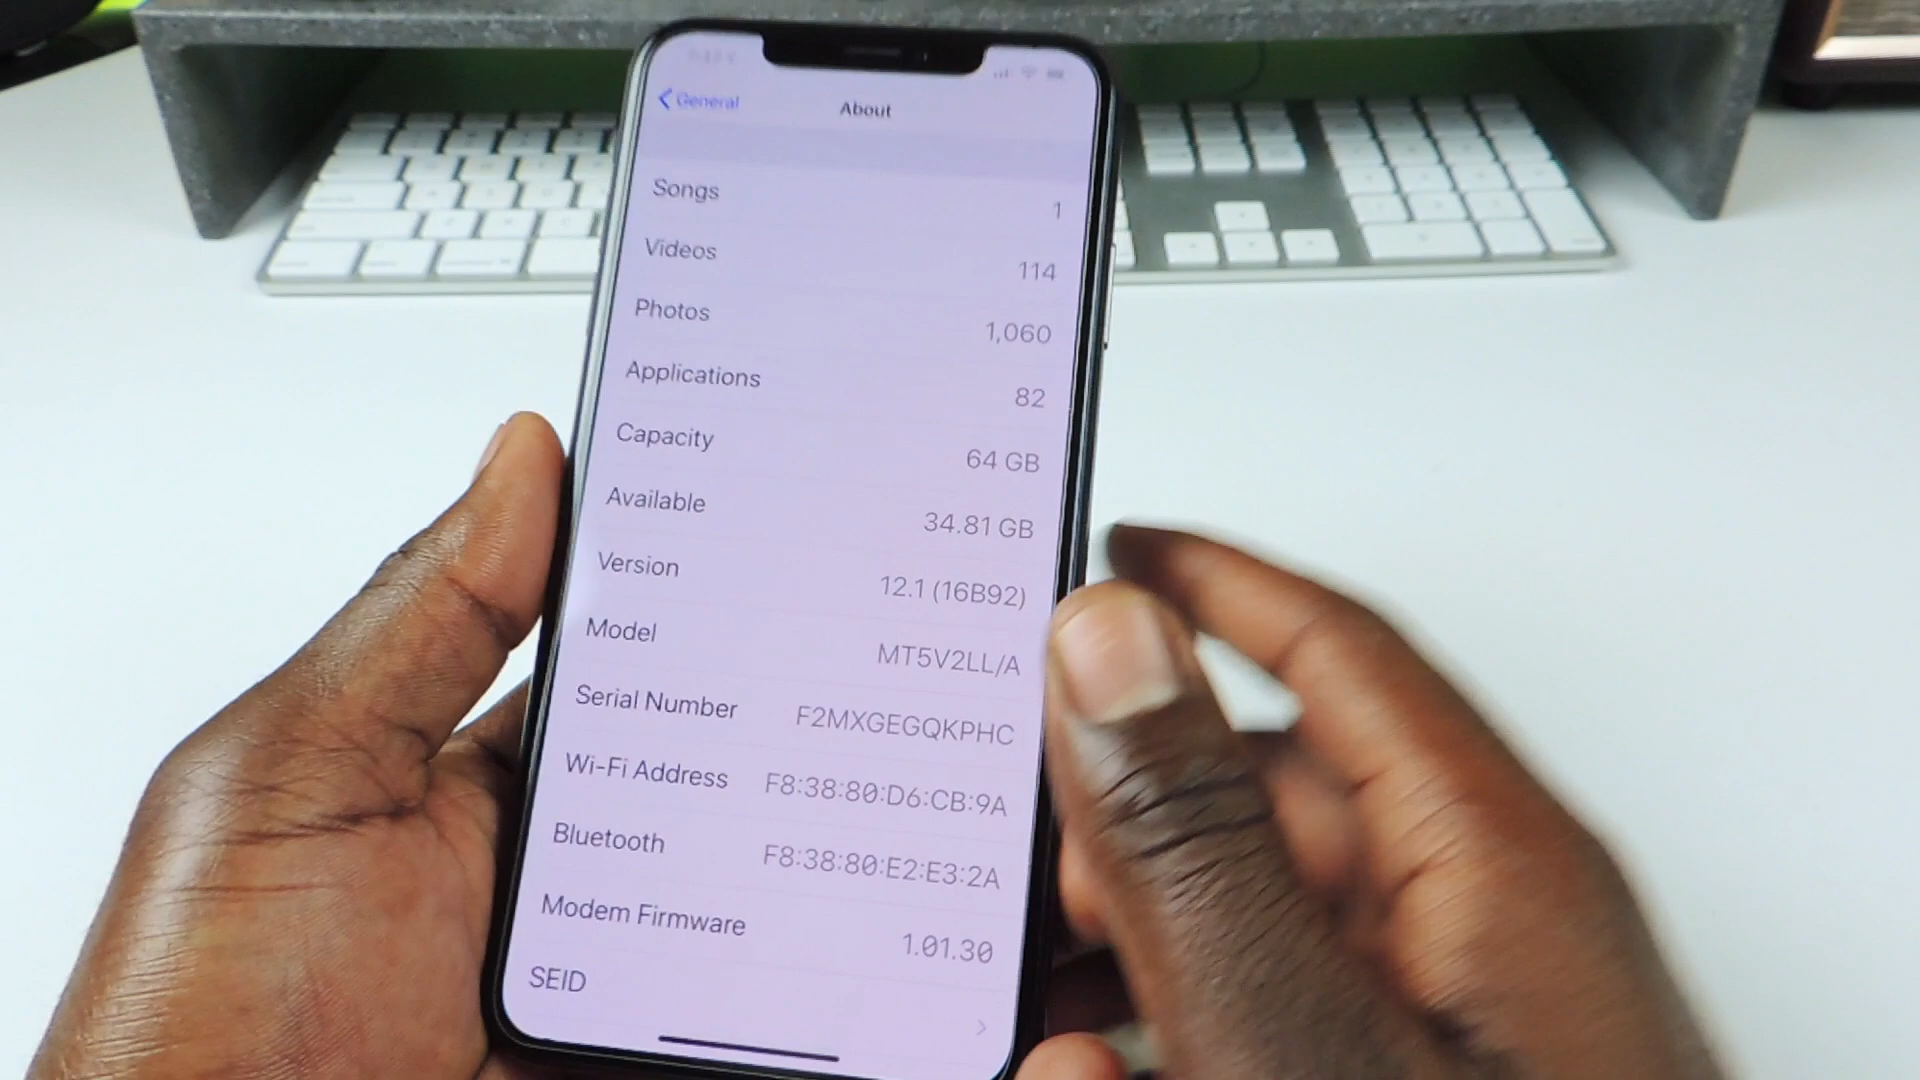 General
About
Songs 1
Videos 114
Photos 1,060
Applications 82
Capacity 64 GB
Available 34.81 GB
Version 12.1 (16B92)
Model MT5V2LL/A
Serial Number F2MXGEGQKPHC
Wi-Fi Address F8:38:80:D6:CB:9A
Bluetooth F8:38:80:E2:E3:2A
Modem Firmware 1.01.30
SEID